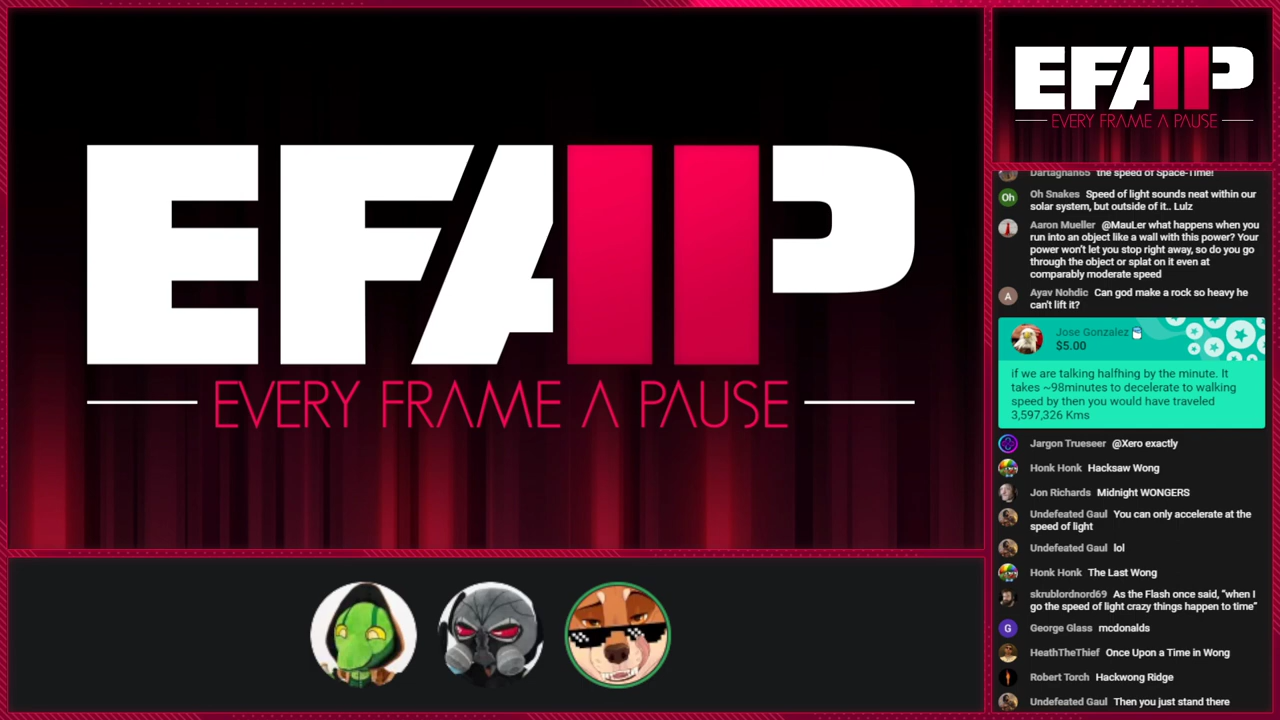 EFAP
EVERY FRAME A PAUSE
EFAP
EVERY FRAME A PAUSE
Dartagnan65 the speed of Space-Time!
Oh
Oh Snakes Speed of light sounds neat within our
solar system, but outside of it.. Lulz
Aaron Mueller @MauLer what happens when you
run into an object like a wall with this power? Your
power won't let you stop right away, so do you go
through the object or splat on it even at
comparably moderate speed
A
Ayav Nohdic Can god make a rock so heavy he
can't lift it?
Jose Gonzalez
$5.00
if we are talking halfhing by the minute. It
takes ~98minutes to decelerate to walking
speed by then you would have traveled
3,597,326 Kms
Jargon Trueseer @Xero exactly
Honk Honk Hacksaw Wong
Jon Richards Midnight WONGERS
Undefeated Gaul You can only accelerate at the
speed of light
Undefeated Gaul lol
Honk Honk The Last Wong
skrublordnord69 As the Flash once said, “when I
go the speed of light crazy things happen to time”
G
George Glass mcdonalds
HeathTheThief Once Upon a Time in Wong
Robert Torch Hackwong Ridge
Undefeated Gaul Then you just stand there